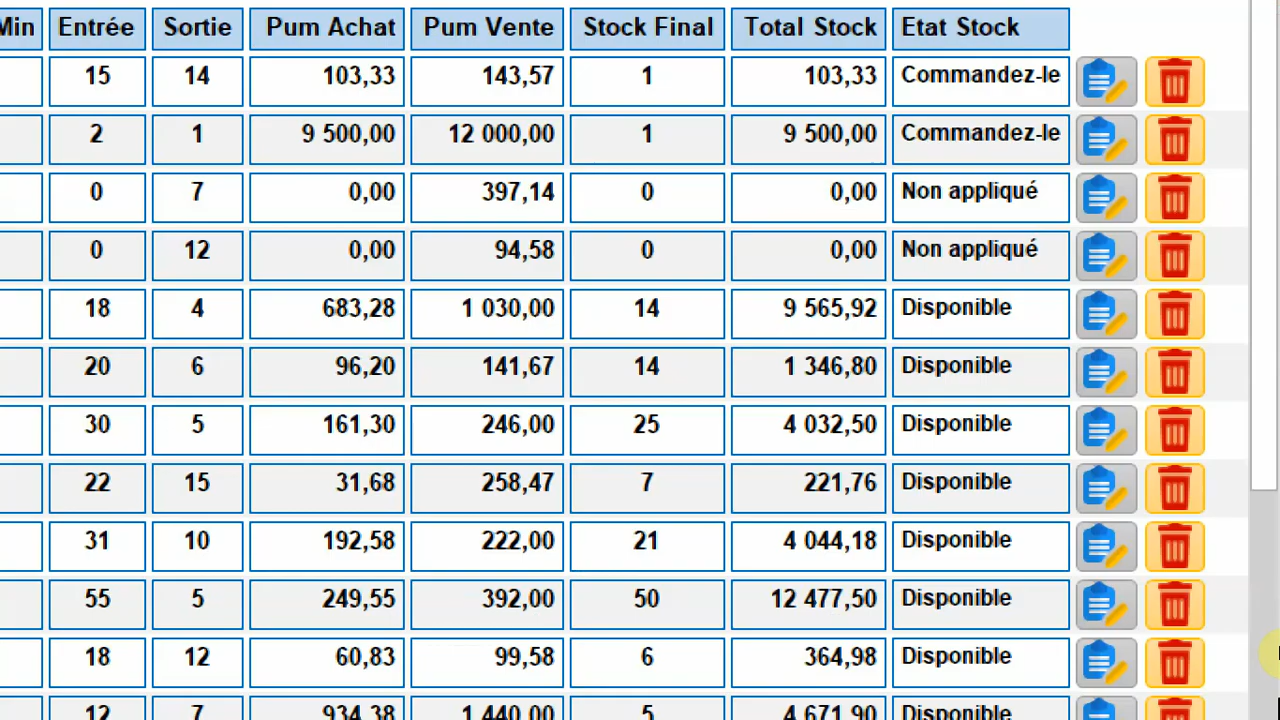 Min Entrée Sortie Pum Achat Pum Vente Stock Final Total Stock Etat Stock
15 14 103,33 143,57 1 103,33 Commandez-le
2 1 9 500,00 12 000,00 1 9 500,00 Commandez-le
0 7 0,00 397,14 0 0,00 Non appliqué
0 12 0,00 94,58 0 0,00 Non appliqué
18 4 683,28 1 030,00 14 9 565,92 Disponible
20 6 96,20 141,67 14 1 346,80 Disponible
30 5 161,30 246,00 25 4 032,50 Disponible
22 15 31,68 258,47 7 221,76 Disponible
31 10 192,58 222,00 21 4 044,18 Disponible
55 5 249,55 392,00 50 12 477,50 Disponible
18 12 60,83 99,58 6 364,98 Disponible
12 7 934,38 1 440,00 5 4 671,90 Disponible